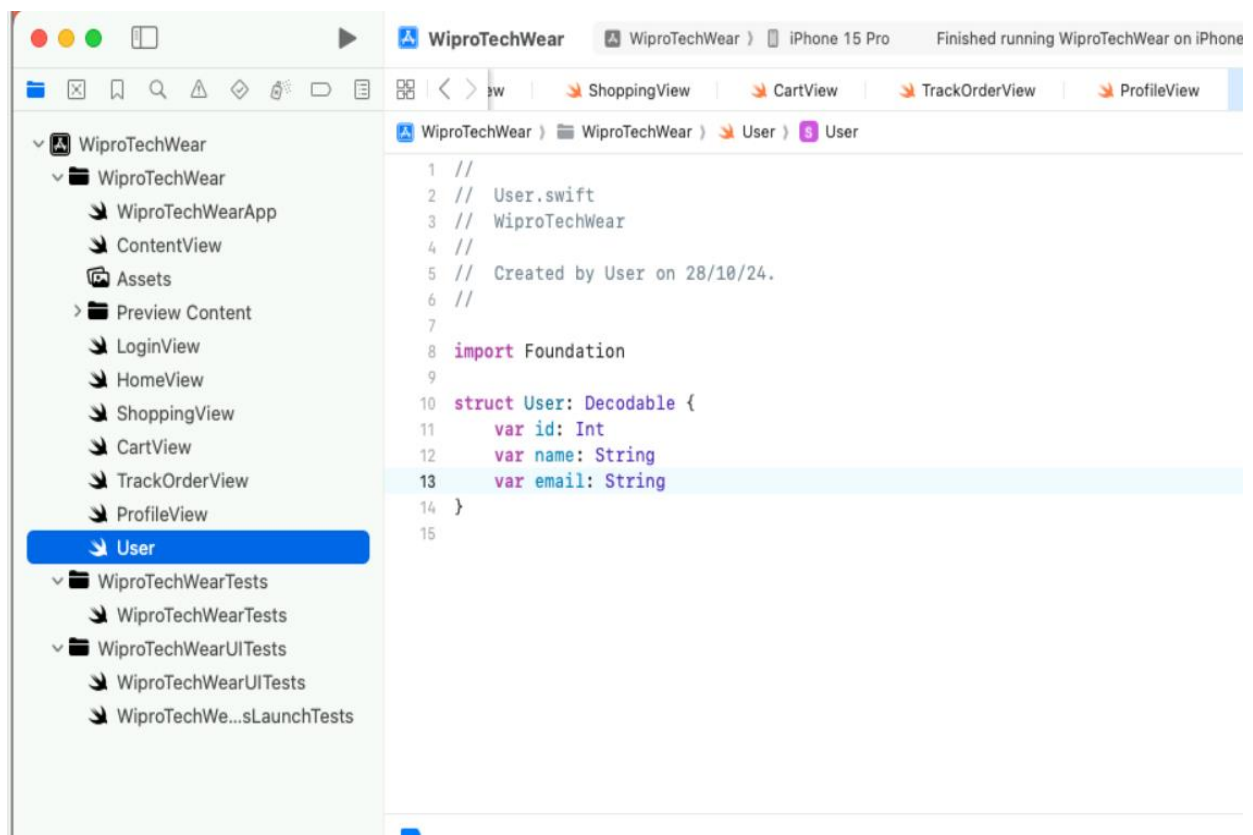 WiproTechWear
WiproTechWear 〉 iPhone 15 Pro
Finished running WiproTechWear on iPhone
ew ShoppingView CartView TrackOrderView ProfileView
WiproTechWear 〉 WiproTechWear 〉 User 〉 S User
WiproTechWear
WiproTechWear
WiproTechWearApp
ContentView
Assets
Preview Content
LoginView
HomeView
ShoppingView
CartView
TrackOrderView
ProfileView
User
WiproTechWearTests
WiproTechWearTests
WiproTechWearUITests
WiproTechWearUITests
WiproTechWe...sLaunchTests
1 //
2 // User.swift
3 // WiproTechWear
4 //
5 // Created by User on 28/10/24.
6 //
7
8 import Foundation
9
10 struct User: Decodable {
11 var id: Int
12 var name: String
13 var email: String
14 }
15